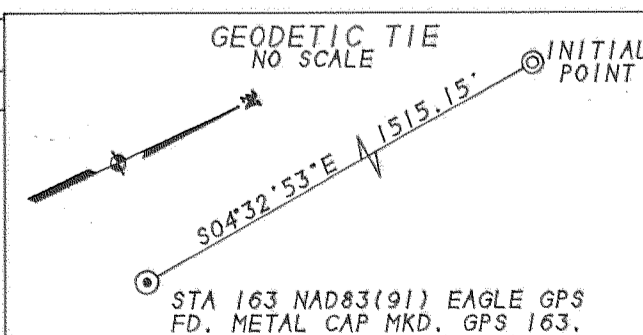 GEODETIC TIE
NO SCALE
INITIAL
POINT
1515.15'
S04°32'53"E
STA 163 NAD83(91) EAGLE GPS
FD. METAL CAP MKD. GPS 163.